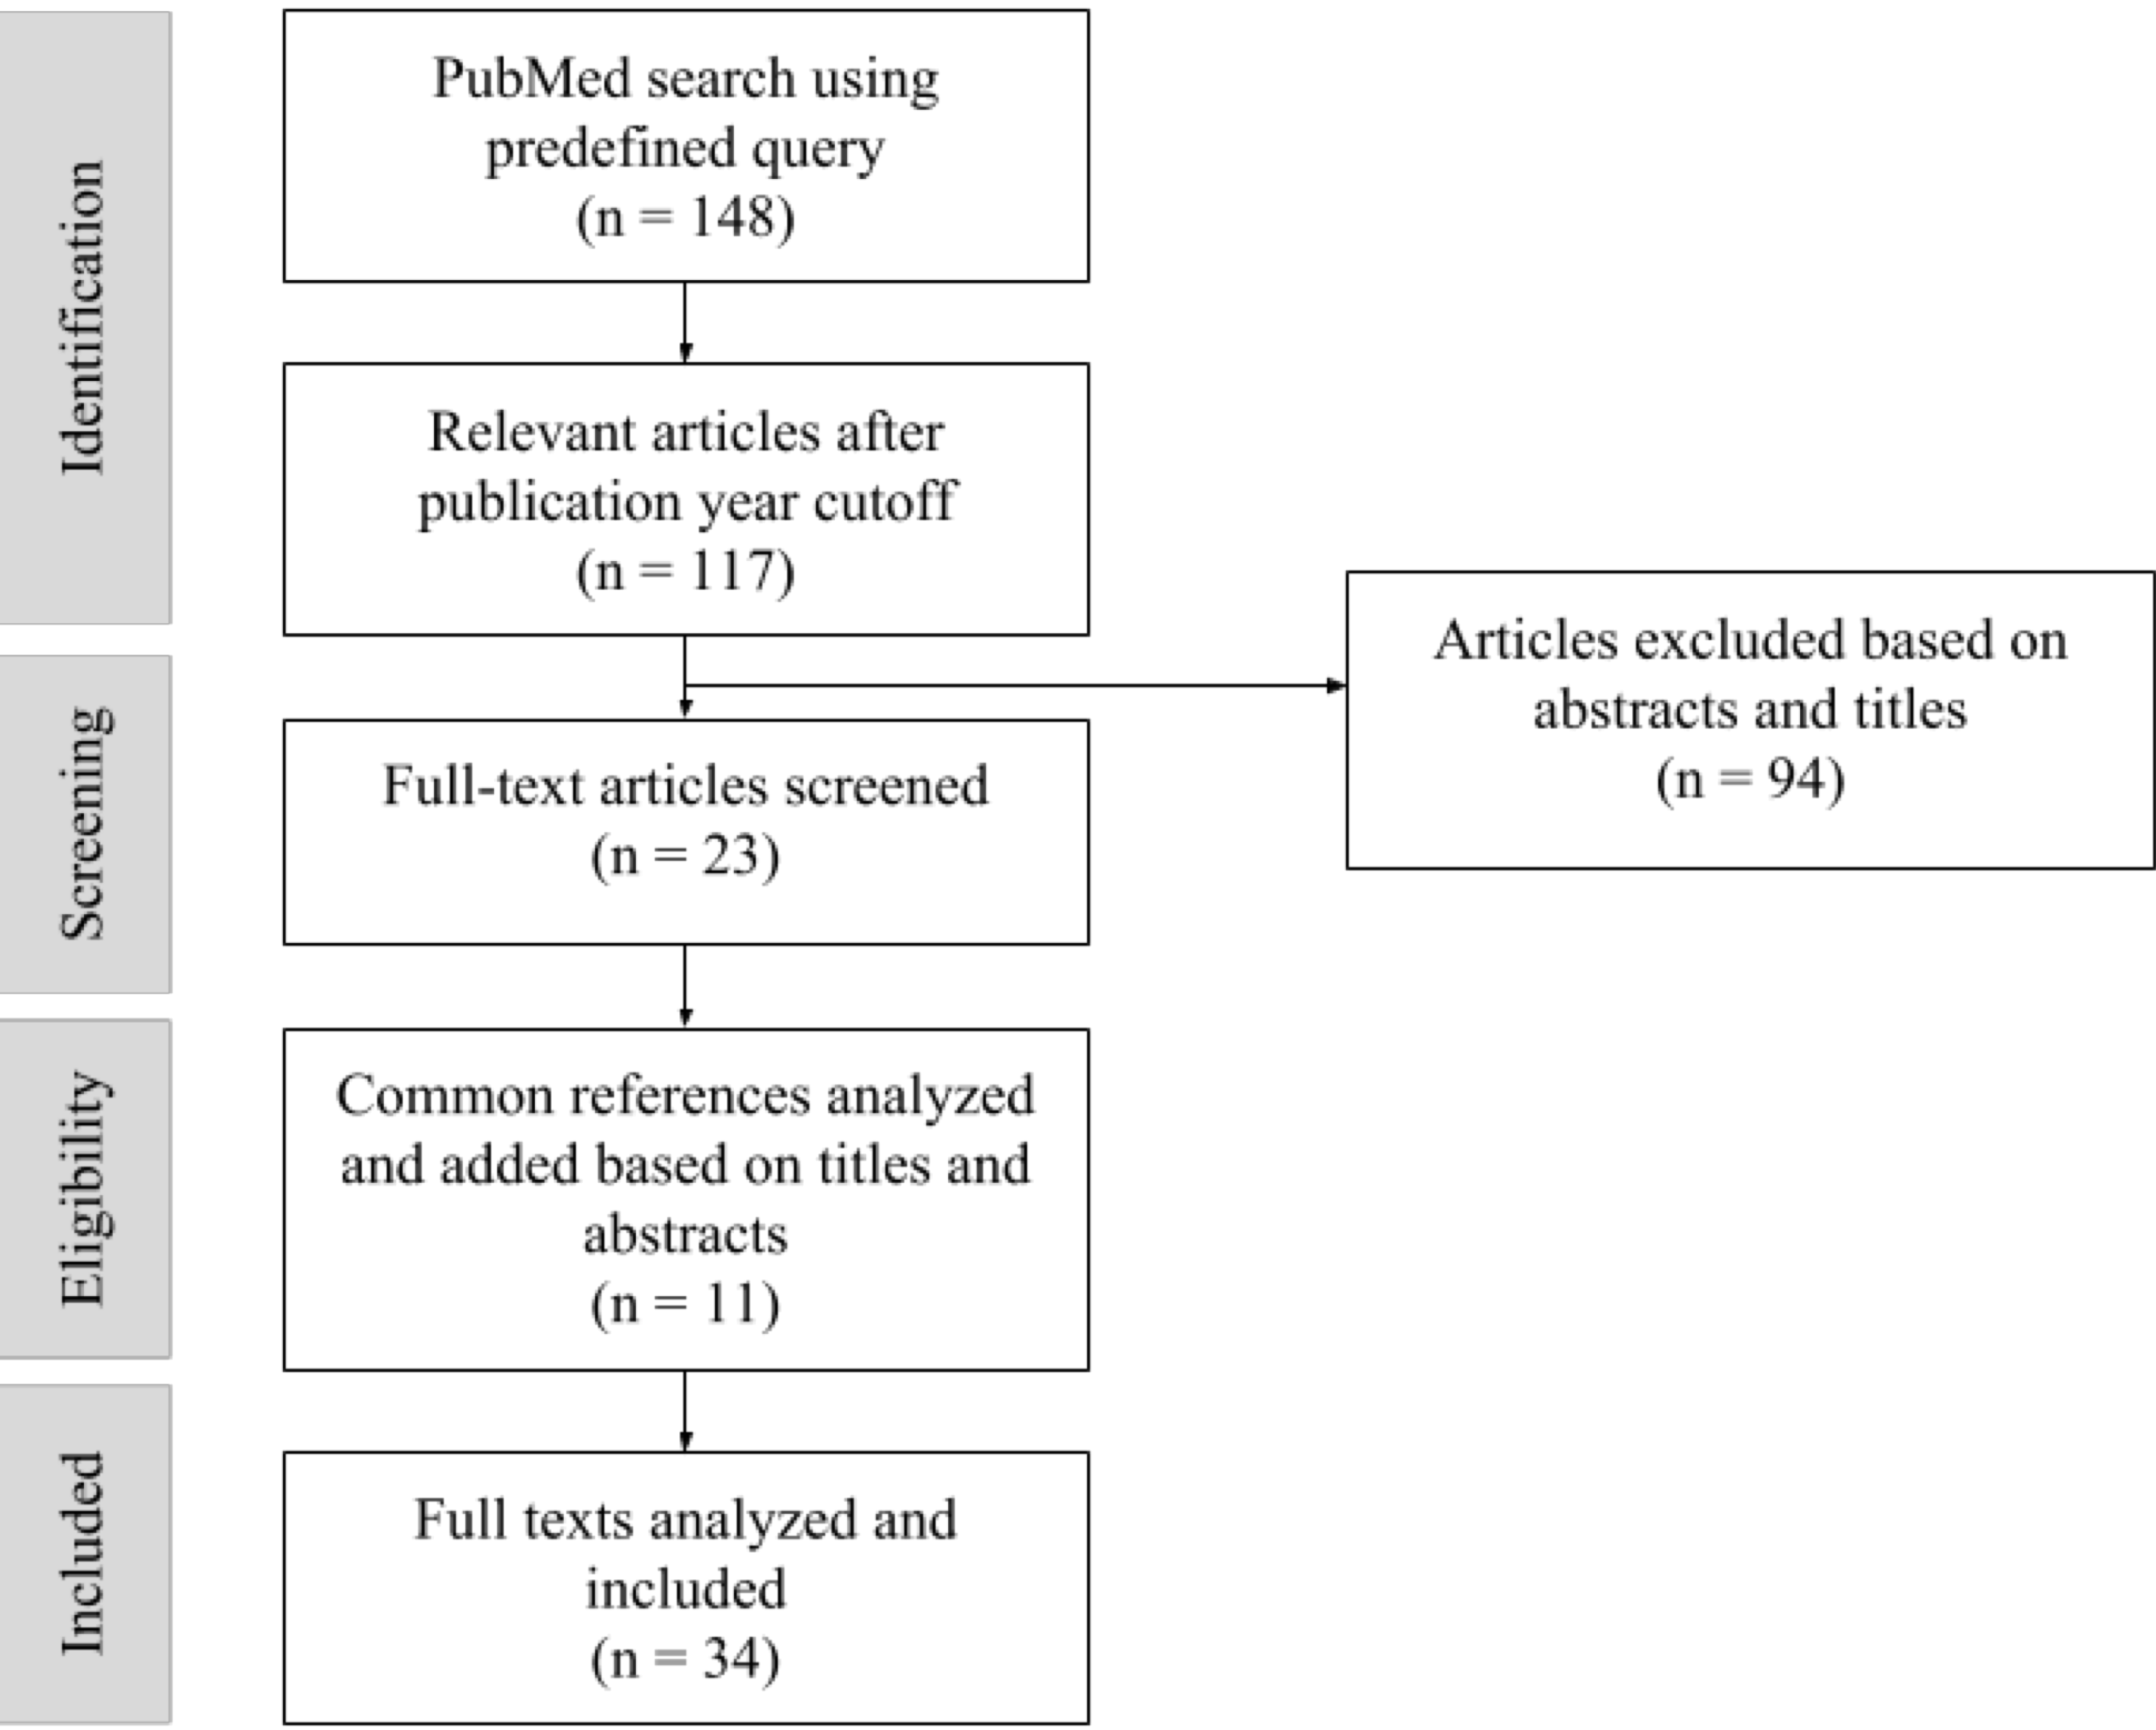 Identification
PubMed search using
predefined query
(n = 148)
Relevant articles after
publication year cutoff
(n = 117)
Articles excluded based on
abstracts and titles
(n = 94)
Screening
Full-text articles screened
(n = 23)
Eligibility
Common references analyzed
and added based on titles and
abstracts
(n = 11)
Included
Full texts analyzed and
included
(n = 34)